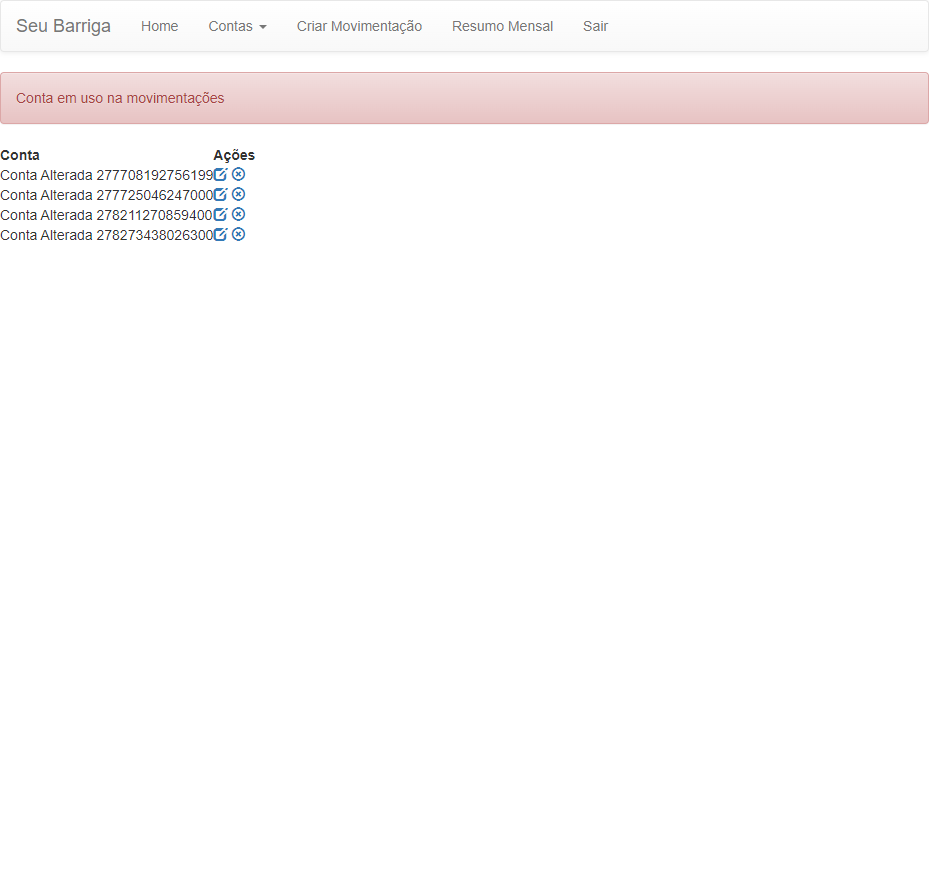 Seu Barriga Home Contas Criar Movimentação Resumo Mensal Sair
Conta em uso na movimentações
Conta Ações
Conta Alterada 277708192756199
Conta Alterada 277725046247000
Conta Alterada 278211270859400
Conta Alterada 278273438026300